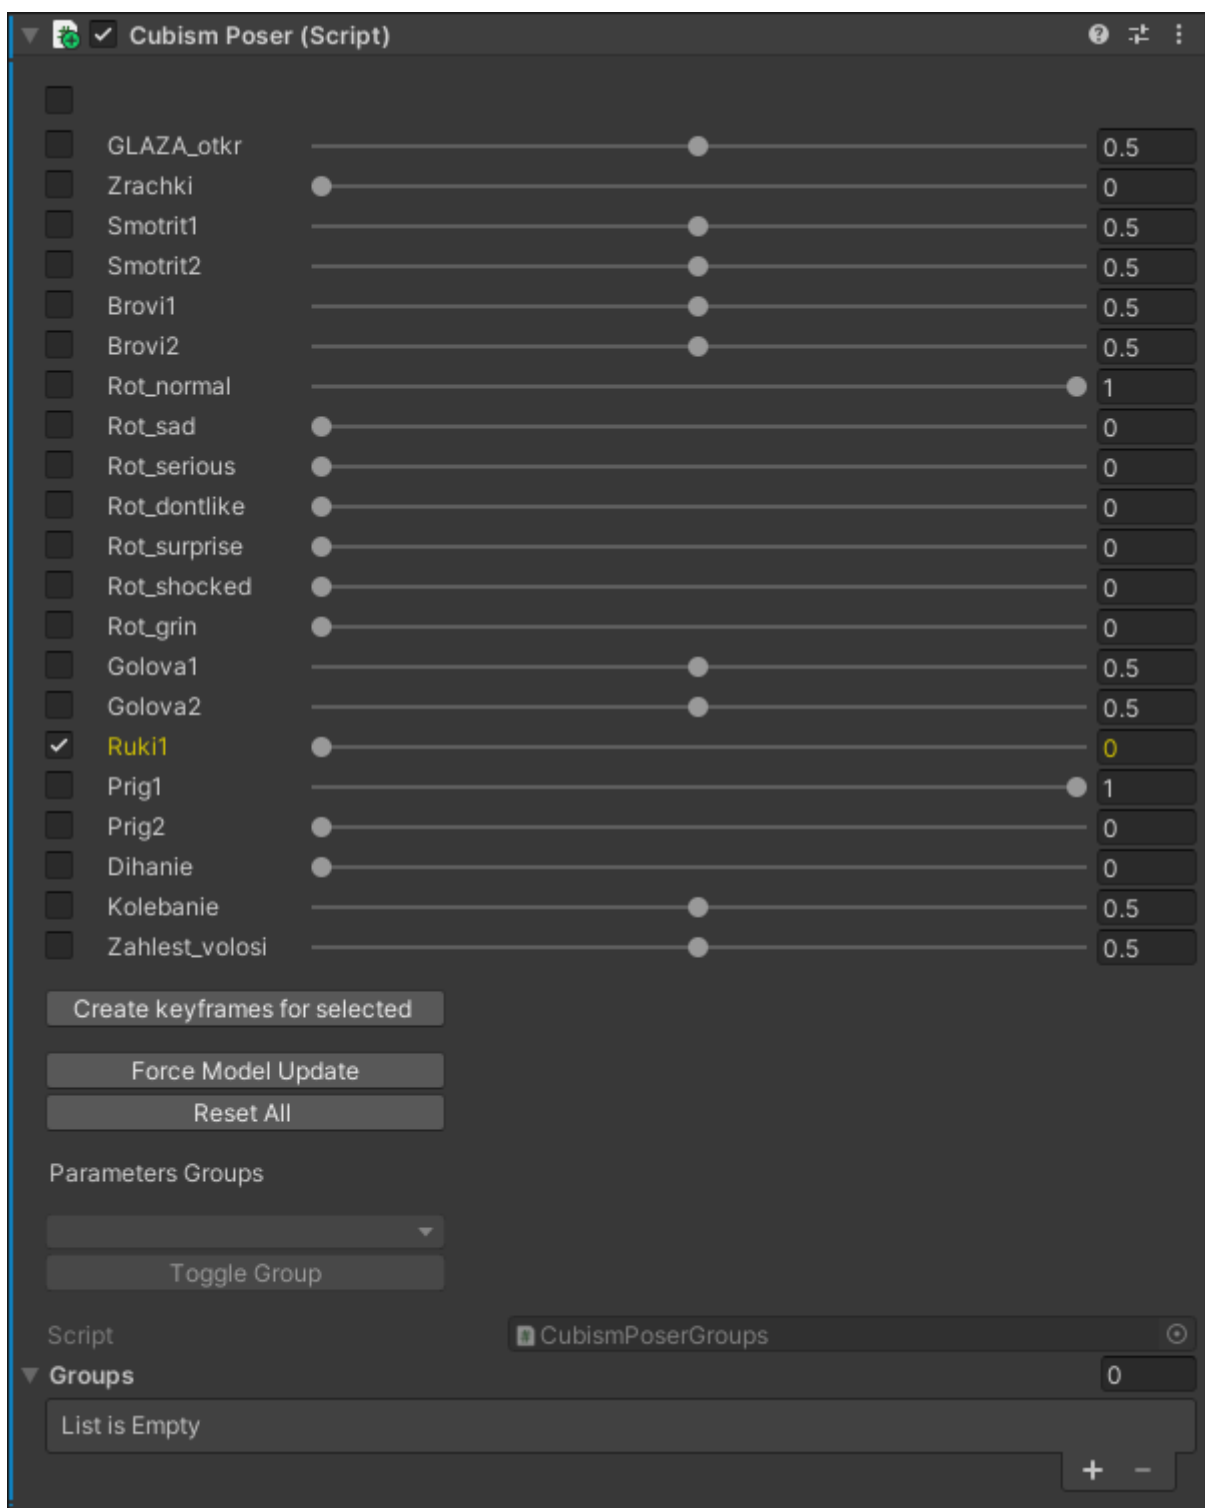 Cubism Poser (Script)
GLAZA_otkr 0.5
Zrachki 0
Smotrit1 0.5
Smotrit2 0.5
Brovi1 0.5
Brovi2 0.5
Rot_normal 1
Rot_sad 0
Rot_serious 0
Rot_dontlike 0
Rot_surprise 0
Rot_shocked 0
Rot_grin 0
Golova1 0.5
Golova2 0.5
Ruki1 0
Prig1 1
Prig2 0
Dihanie 0
Kolebanie 0.5
Zahlest_volosi 0.5
Create keyframes for selected
Force Model Update
Reset All
Parameters Groups
Toggle Group
Script CubismPoserGroups
Groups 0
List is Empty